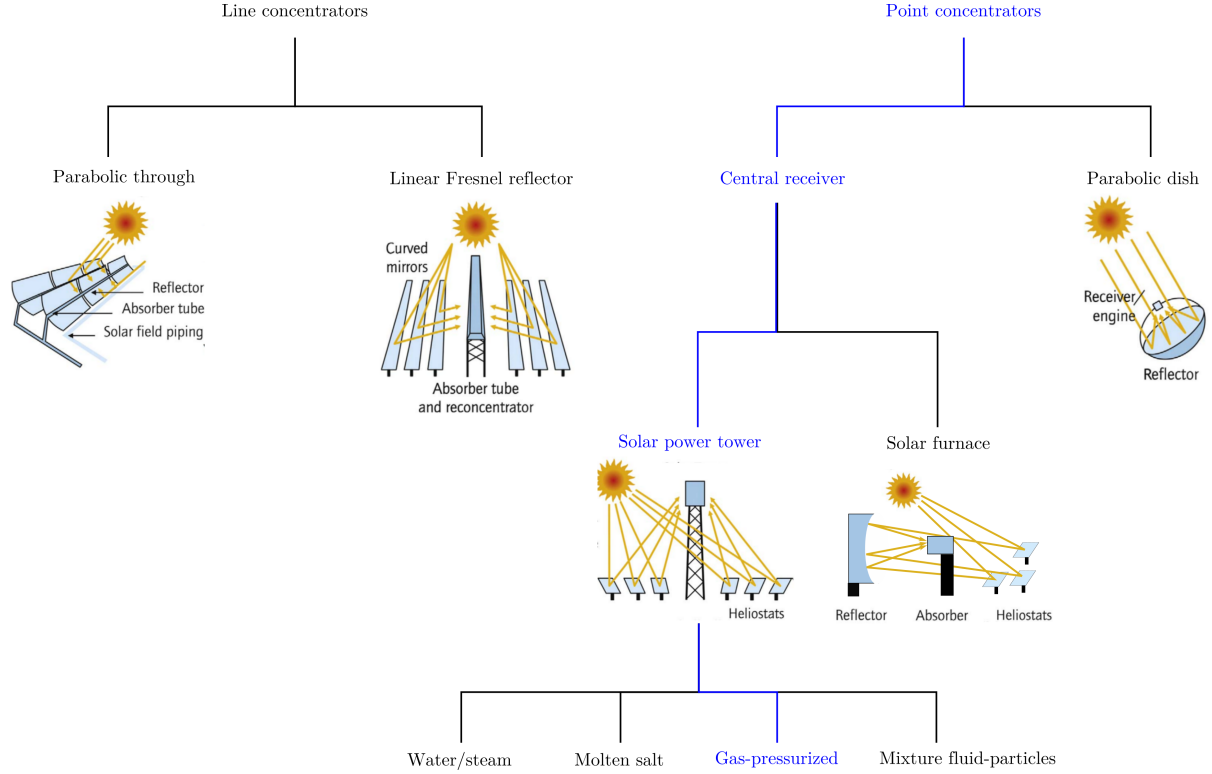 Line concentrators
Point concentrators
Parabolic through
Linear Fresnel reflector
Central receiver
Parabolic dish
Reflector
Absorber tube
Solar field piping
Curved
mirrors
Absorber tube
and reconcentrator
Receiver
engine
Reflector
Solar power tower
Solar furnace
Heliostats
Reflector
Absorber
Heliostats
Water/steam
Molten salt
Gas-pressurized
Mixture fluid-particles